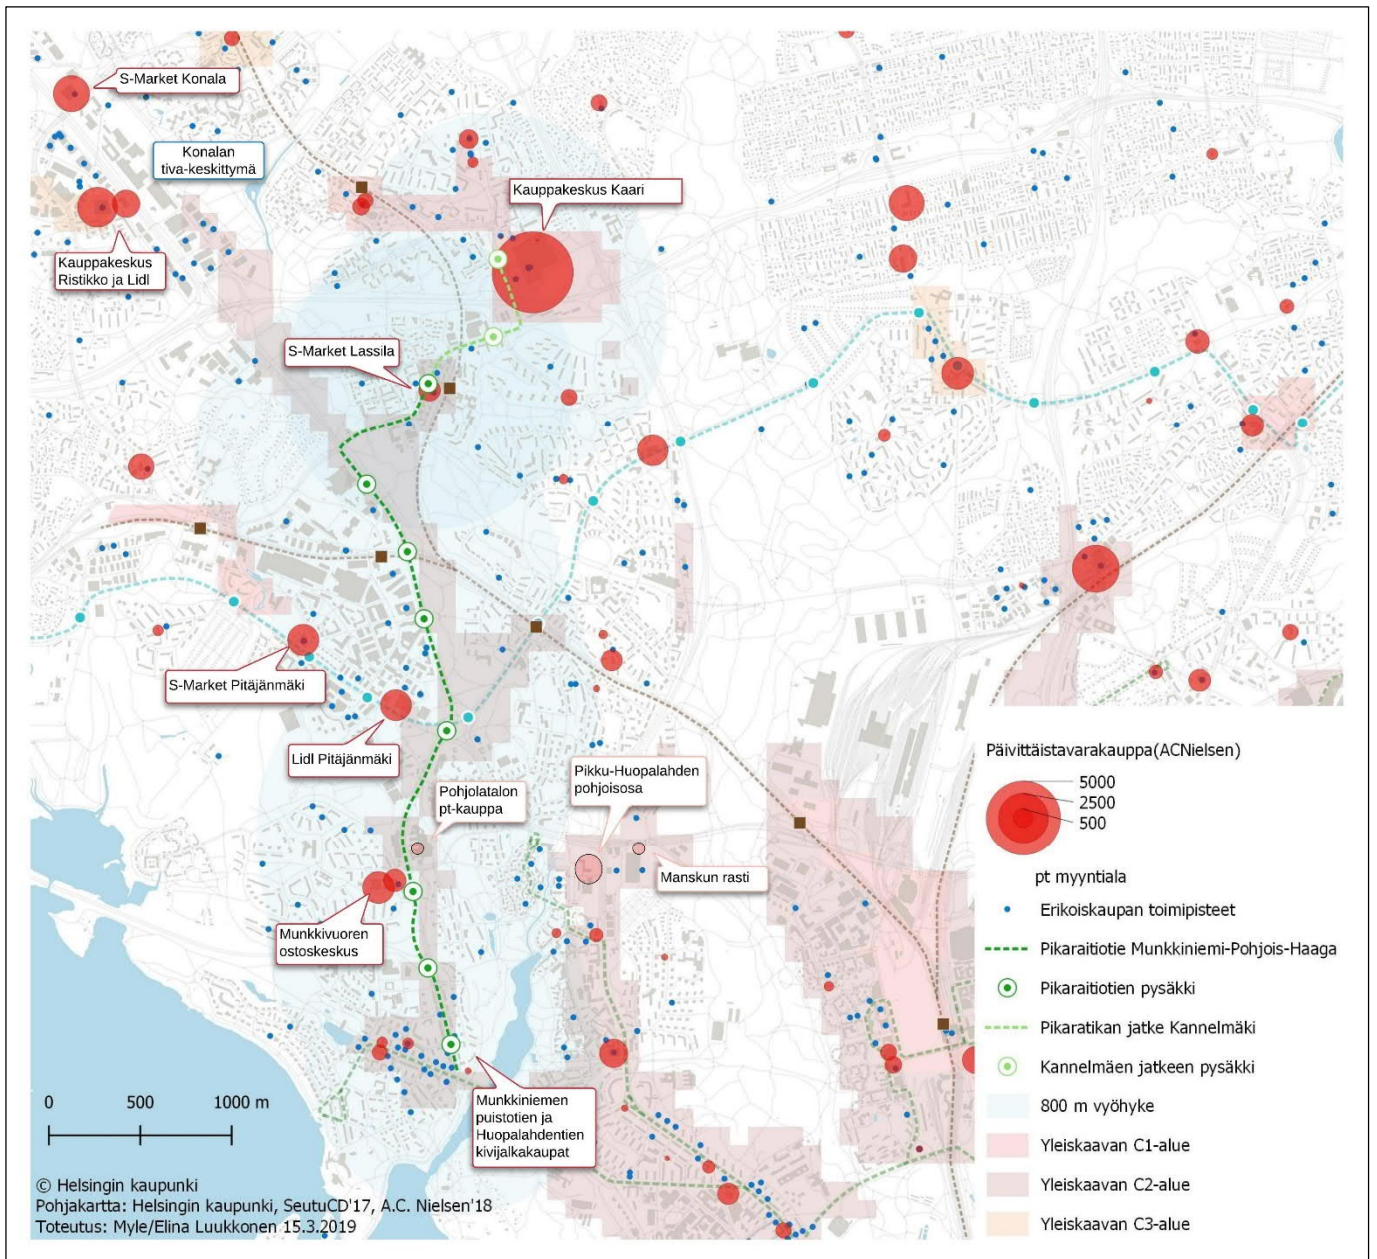 S-Market Konala
Konalan
tiva-keskittymä
Kauppakeskus Kaari
Kauppakeskus
Ristikko ja Lidl
S-Market Lassila
S-Market Pitäjänmäki
Lidl Pitäjänmäki
Pohjolatalon
pt-kauppa
Pikku-Huopalahden
pohjoisosa
Manskun rasti
Munkkivuoren
ostoskeskus
Munkkiniemen
puistotien ja
Huopalahdentien
kivijalkakaupat
0 500 1000 m
© Helsingin kaupunki
Pohjakartta: Helsingin kaupunki, SeutuCD'17, A.C. Nielsen'18
Toteutus: Myle/Elina Luukkonen 15.3.2019
Päivittäistavarakauppa(ACNielsen)
5000
2500
500
pt myyntiala
Erikoiskaupan toimipisteet
Pikaraitiotie Munkkiniemi-Pohjois-Haaga
Pikaraitiotien pysäkki
Pikaratikan jatke Kannelmäki
Kannelmäen jatkeen pysäkki
800 m vyöhyke
Yleiskaavan C1-alue
Yleiskaavan C2-alue
Yleiskaavan C3-alue